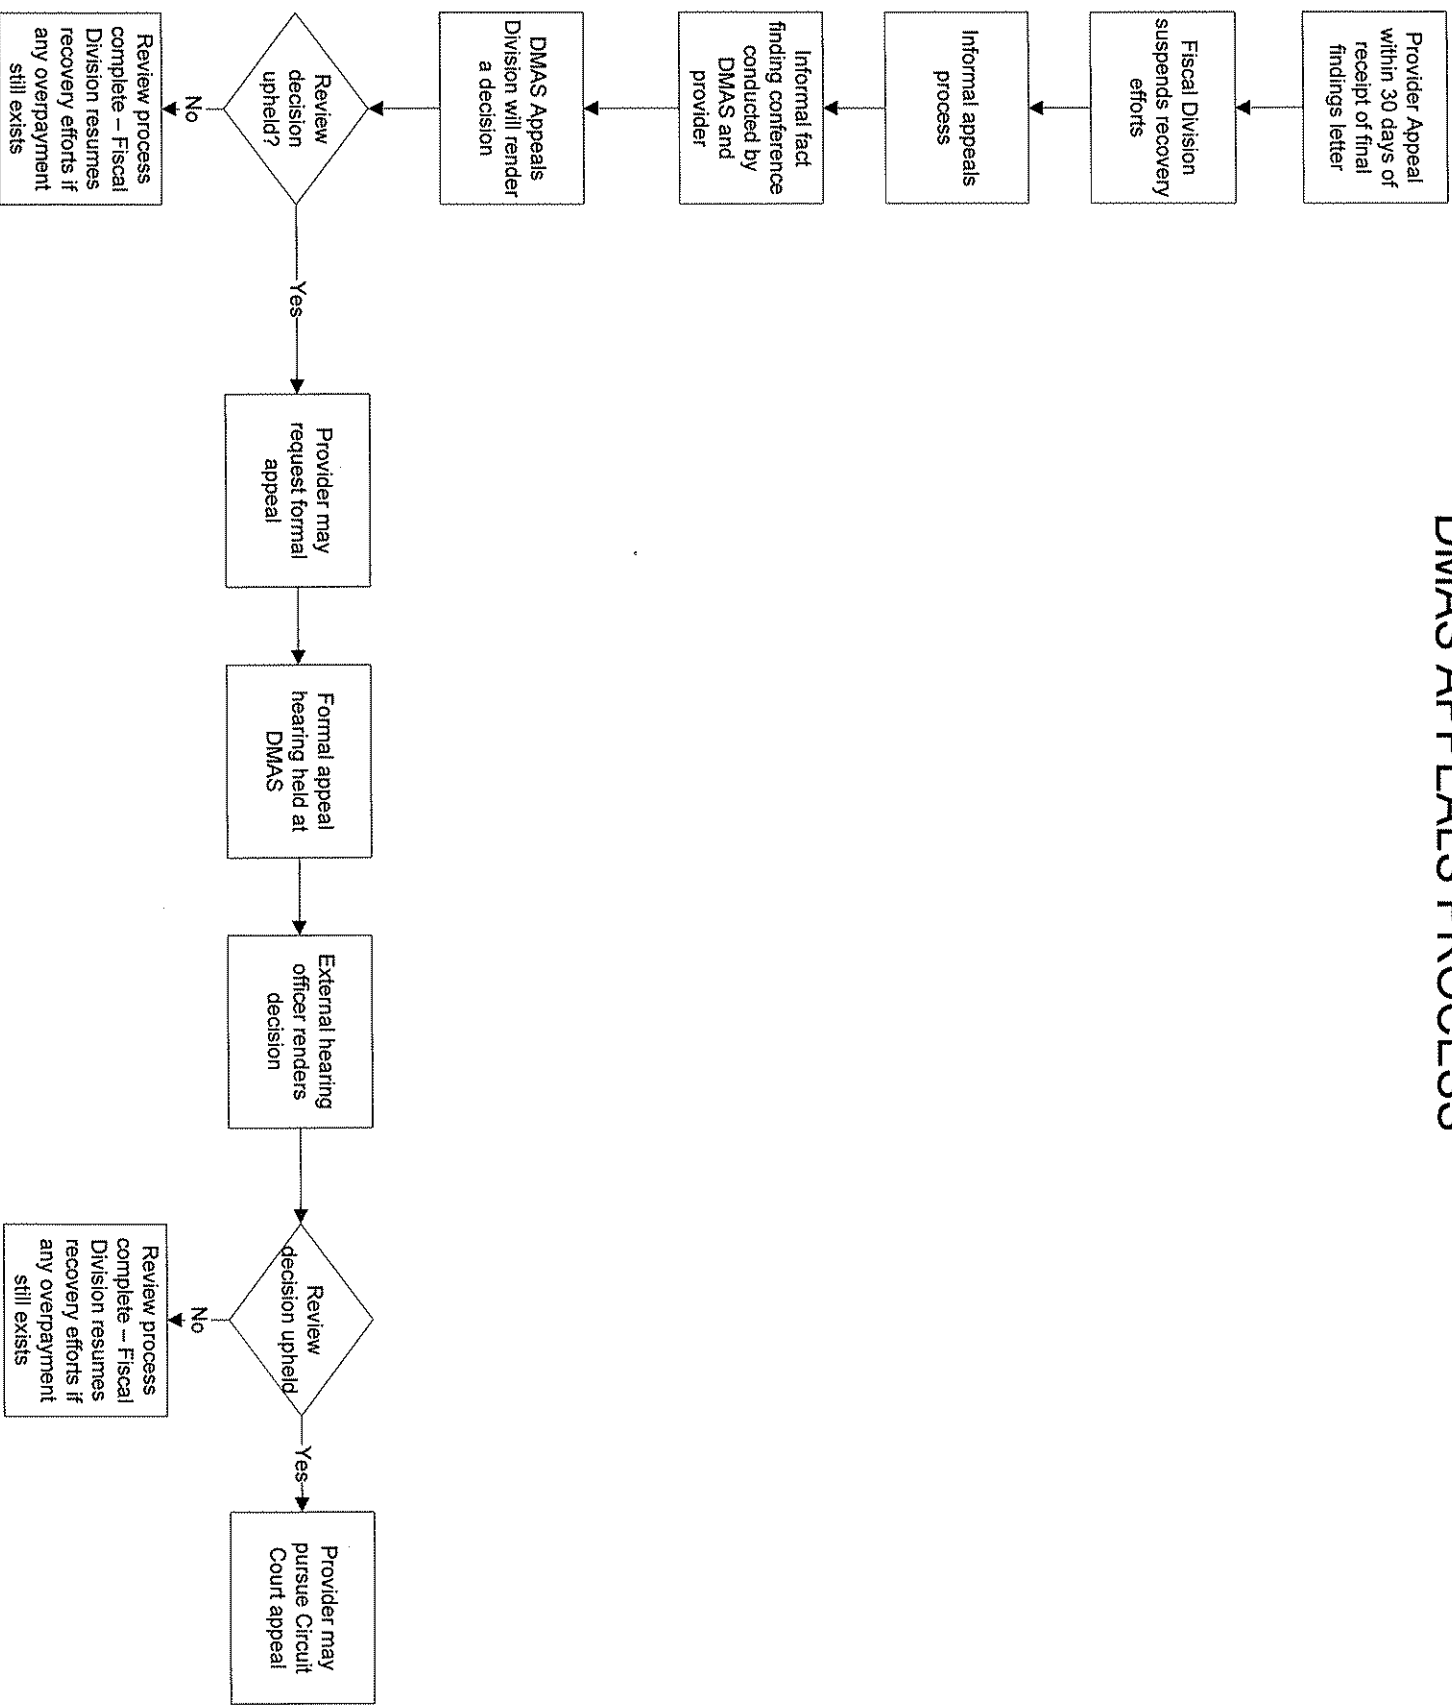 DMAS APPEALS PROCESS
Provider Appeal
within 30 days of
receipt of final
findings letter
Fiscal Division
suspends recovery
efforts
Informal appeals
process
Informal fact
finding conference
conducted by
DMAS and
provider
DMAS Appeals
Division will render
a decision
Review
decision
upheld?
No
Review process
complete – Fiscal
Division resumes
recovery efforts if
any overpayment
still exists
Yes
Provider may
request formal
appeal
Formal appeal
hearing held at
DMAS
External hearing
officer renders
decision
Review
decision upheld
No
Review process
complete – Fiscal
Division resumes
recovery efforts if
any overpayment
still exists
Yes
Provider may
pursue Circuit
Court appeal